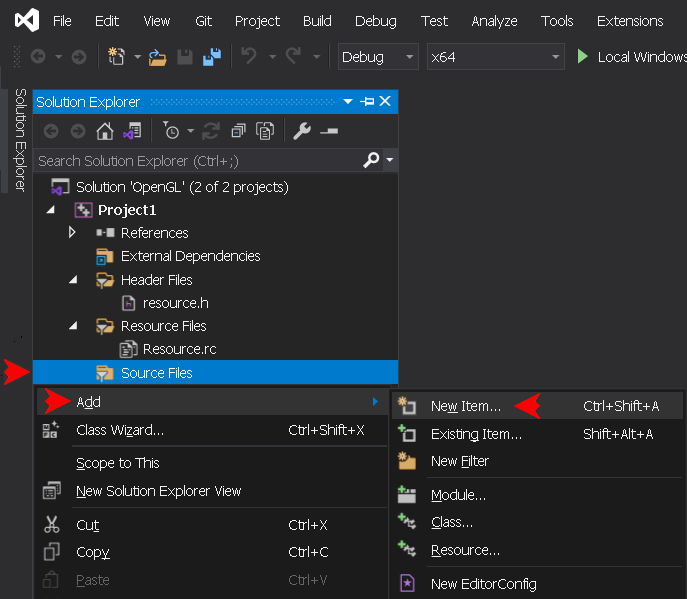 File Edit View Git Project Build Debug Test Analyze Tools Extensions
Debug x64 Local Windows
Solution Explorer
Solution Explorer
Search Solution Explorer (Ctrl+;)
Solution 'OpenGL' (2 of 2 projects)
Project1
References
External Dependencies
Header Files
resource.h
Resource Files
Resource.rc
Source Files
Add
Class Wizard... Ctrl+Shift+X
Scope to This
New Solution Explorer View
Cut Ctrl+X
Copy Ctrl+C
Paste Ctrl+V
New Item... Ctrl+Shift+A
Existing Item... Shift+Alt+A
New Filter
Module...
Class...
Resource...
New EditorConfig